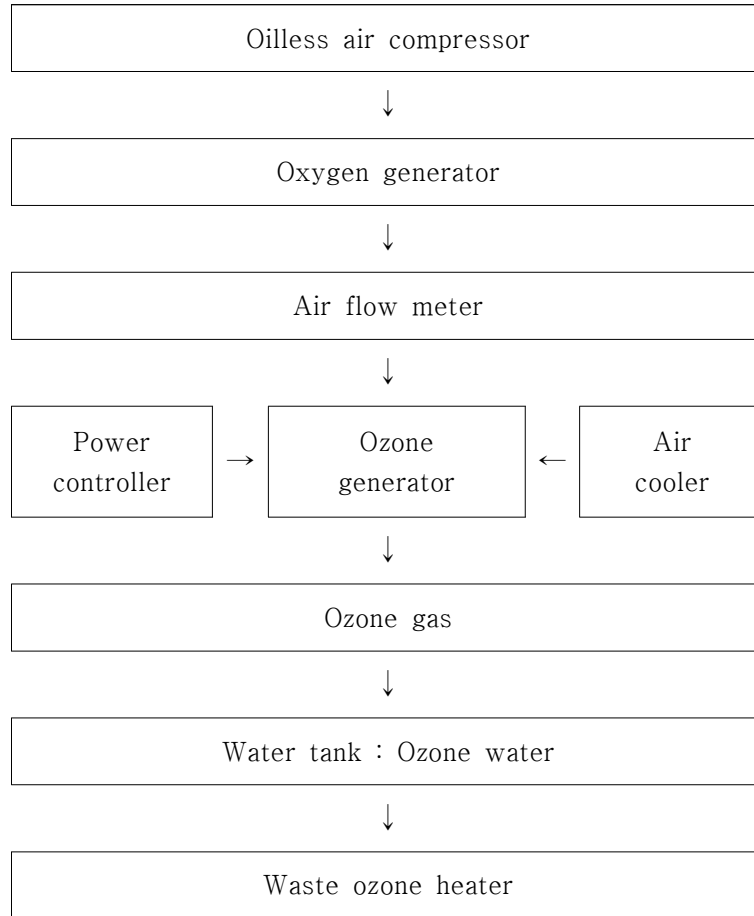 Oilless air compressor
↓
Oxygen generator
↓
Air flow meter
↓
Power controller
→
Ozone generator
←
Air cooler
↓
Ozone gas
↓
Water tank : Ozone water
↓
Waste ozone heater